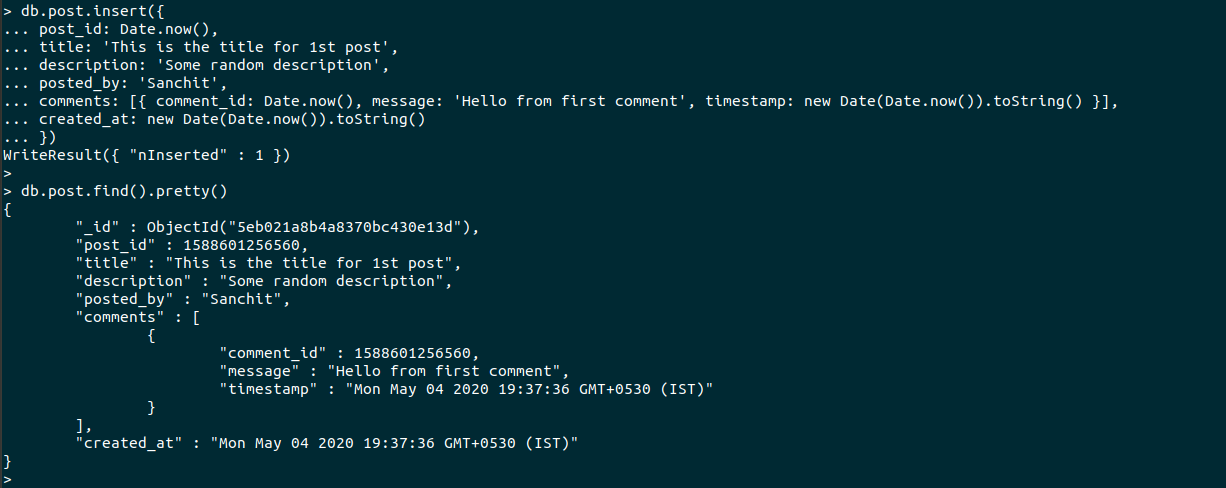 > db.post.insert({
... post_id: Date.now(),
... title: 'This is the title for 1st post',
... description: 'Some random description',
... posted_by: 'Sanchit',
... comments: [{ comment_id: Date.now(), message: 'Hello from first comment', timestamp: new Date(Date.now()).toString() }],
... created_at: new Date(Date.now()).toString()
... })
WriteResult({ "nInserted" : 1 })
>
> db.post.find().pretty()
{
        "_id" : ObjectId("5eb021a8b4a8370bc430e13d"),
        "post_id" : 1588601256560,
        "title" : "This is the title for 1st post",
        "description" : "Some random description",
        "posted_by" : "Sanchit",
        "comments" : [
                {
                        "comment_id" : 1588601256560,
                        "message" : "Hello from first comment",
                        "timestamp" : "Mon May 04 2020 19:37:36 GMT+0530 (IST)"
                }
        ],
        "created_at" : "Mon May 04 2020 19:37:36 GMT+0530 (IST)"
}
>